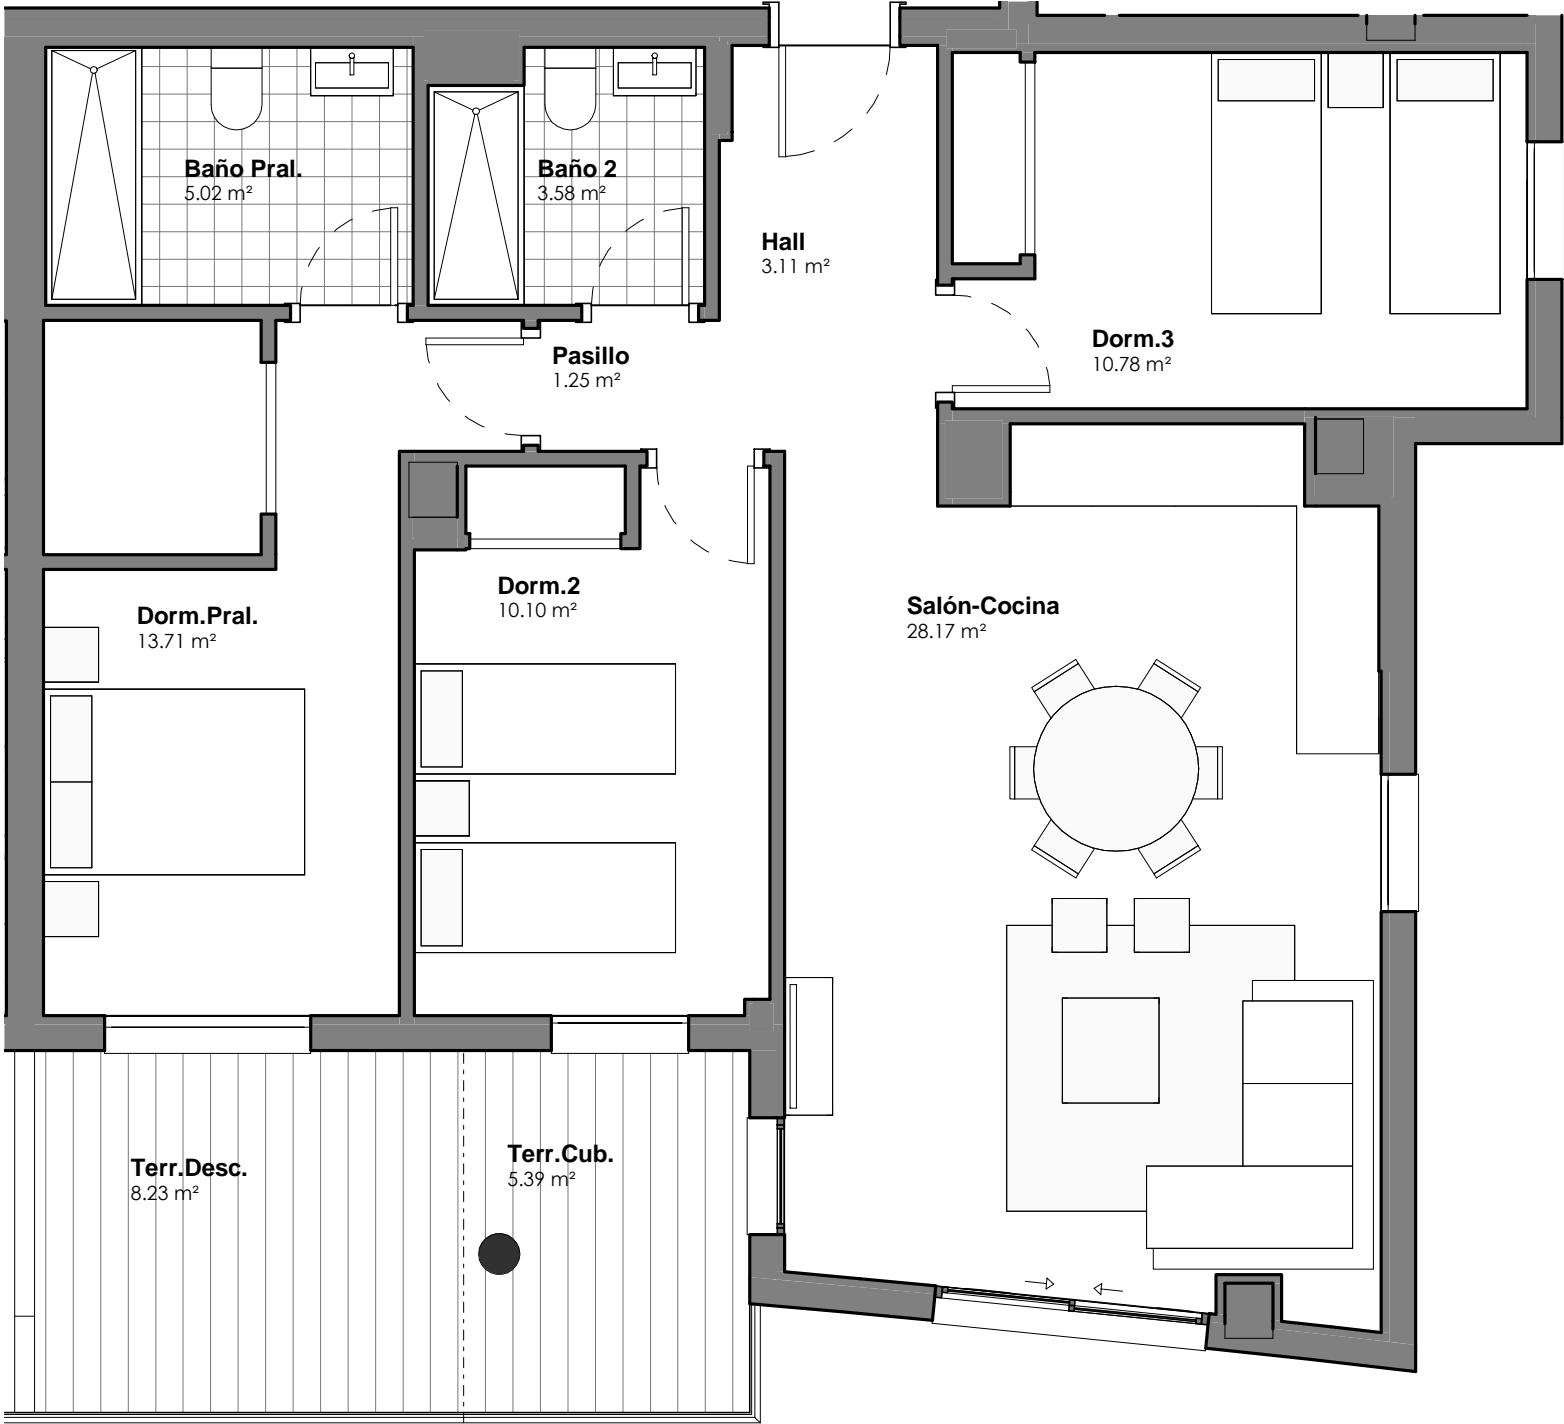 Baño Pral.
5.02 m²
Baño 2
3.58 m²
Hall
3.11 m²
Dorm.3
10.78 m²
Pasillo
1.25 m²
Dorm.2
10.10 m²
Dorm.Pral.
13.71 m²
Salón-Cocina
28.17 m²
Terr.Desc.
8.23 m²
Terr.Cub.
5.39 m²